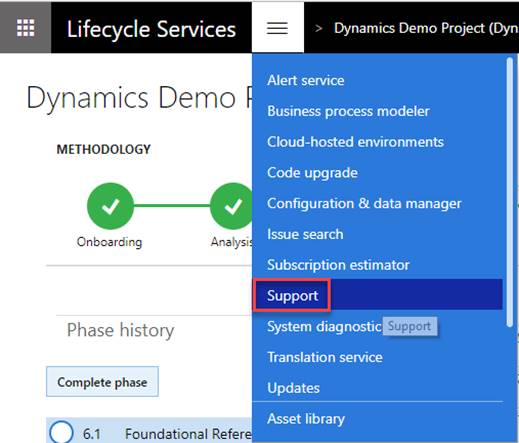 Lifecycle Services
> Dynamics Demo Project (Dyn
Dynamics Demo
METHODOLOGY
Onboarding
Analysis
Phase history
Complete phase
6.1 Foundational Refere
Alert service
Business process modeler
Cloud-hosted environments
Code upgrade
Configuration & data manager
Issue search
Subscription estimator
Support
System diagnostic
Support
Translation service
Updates
Asset library